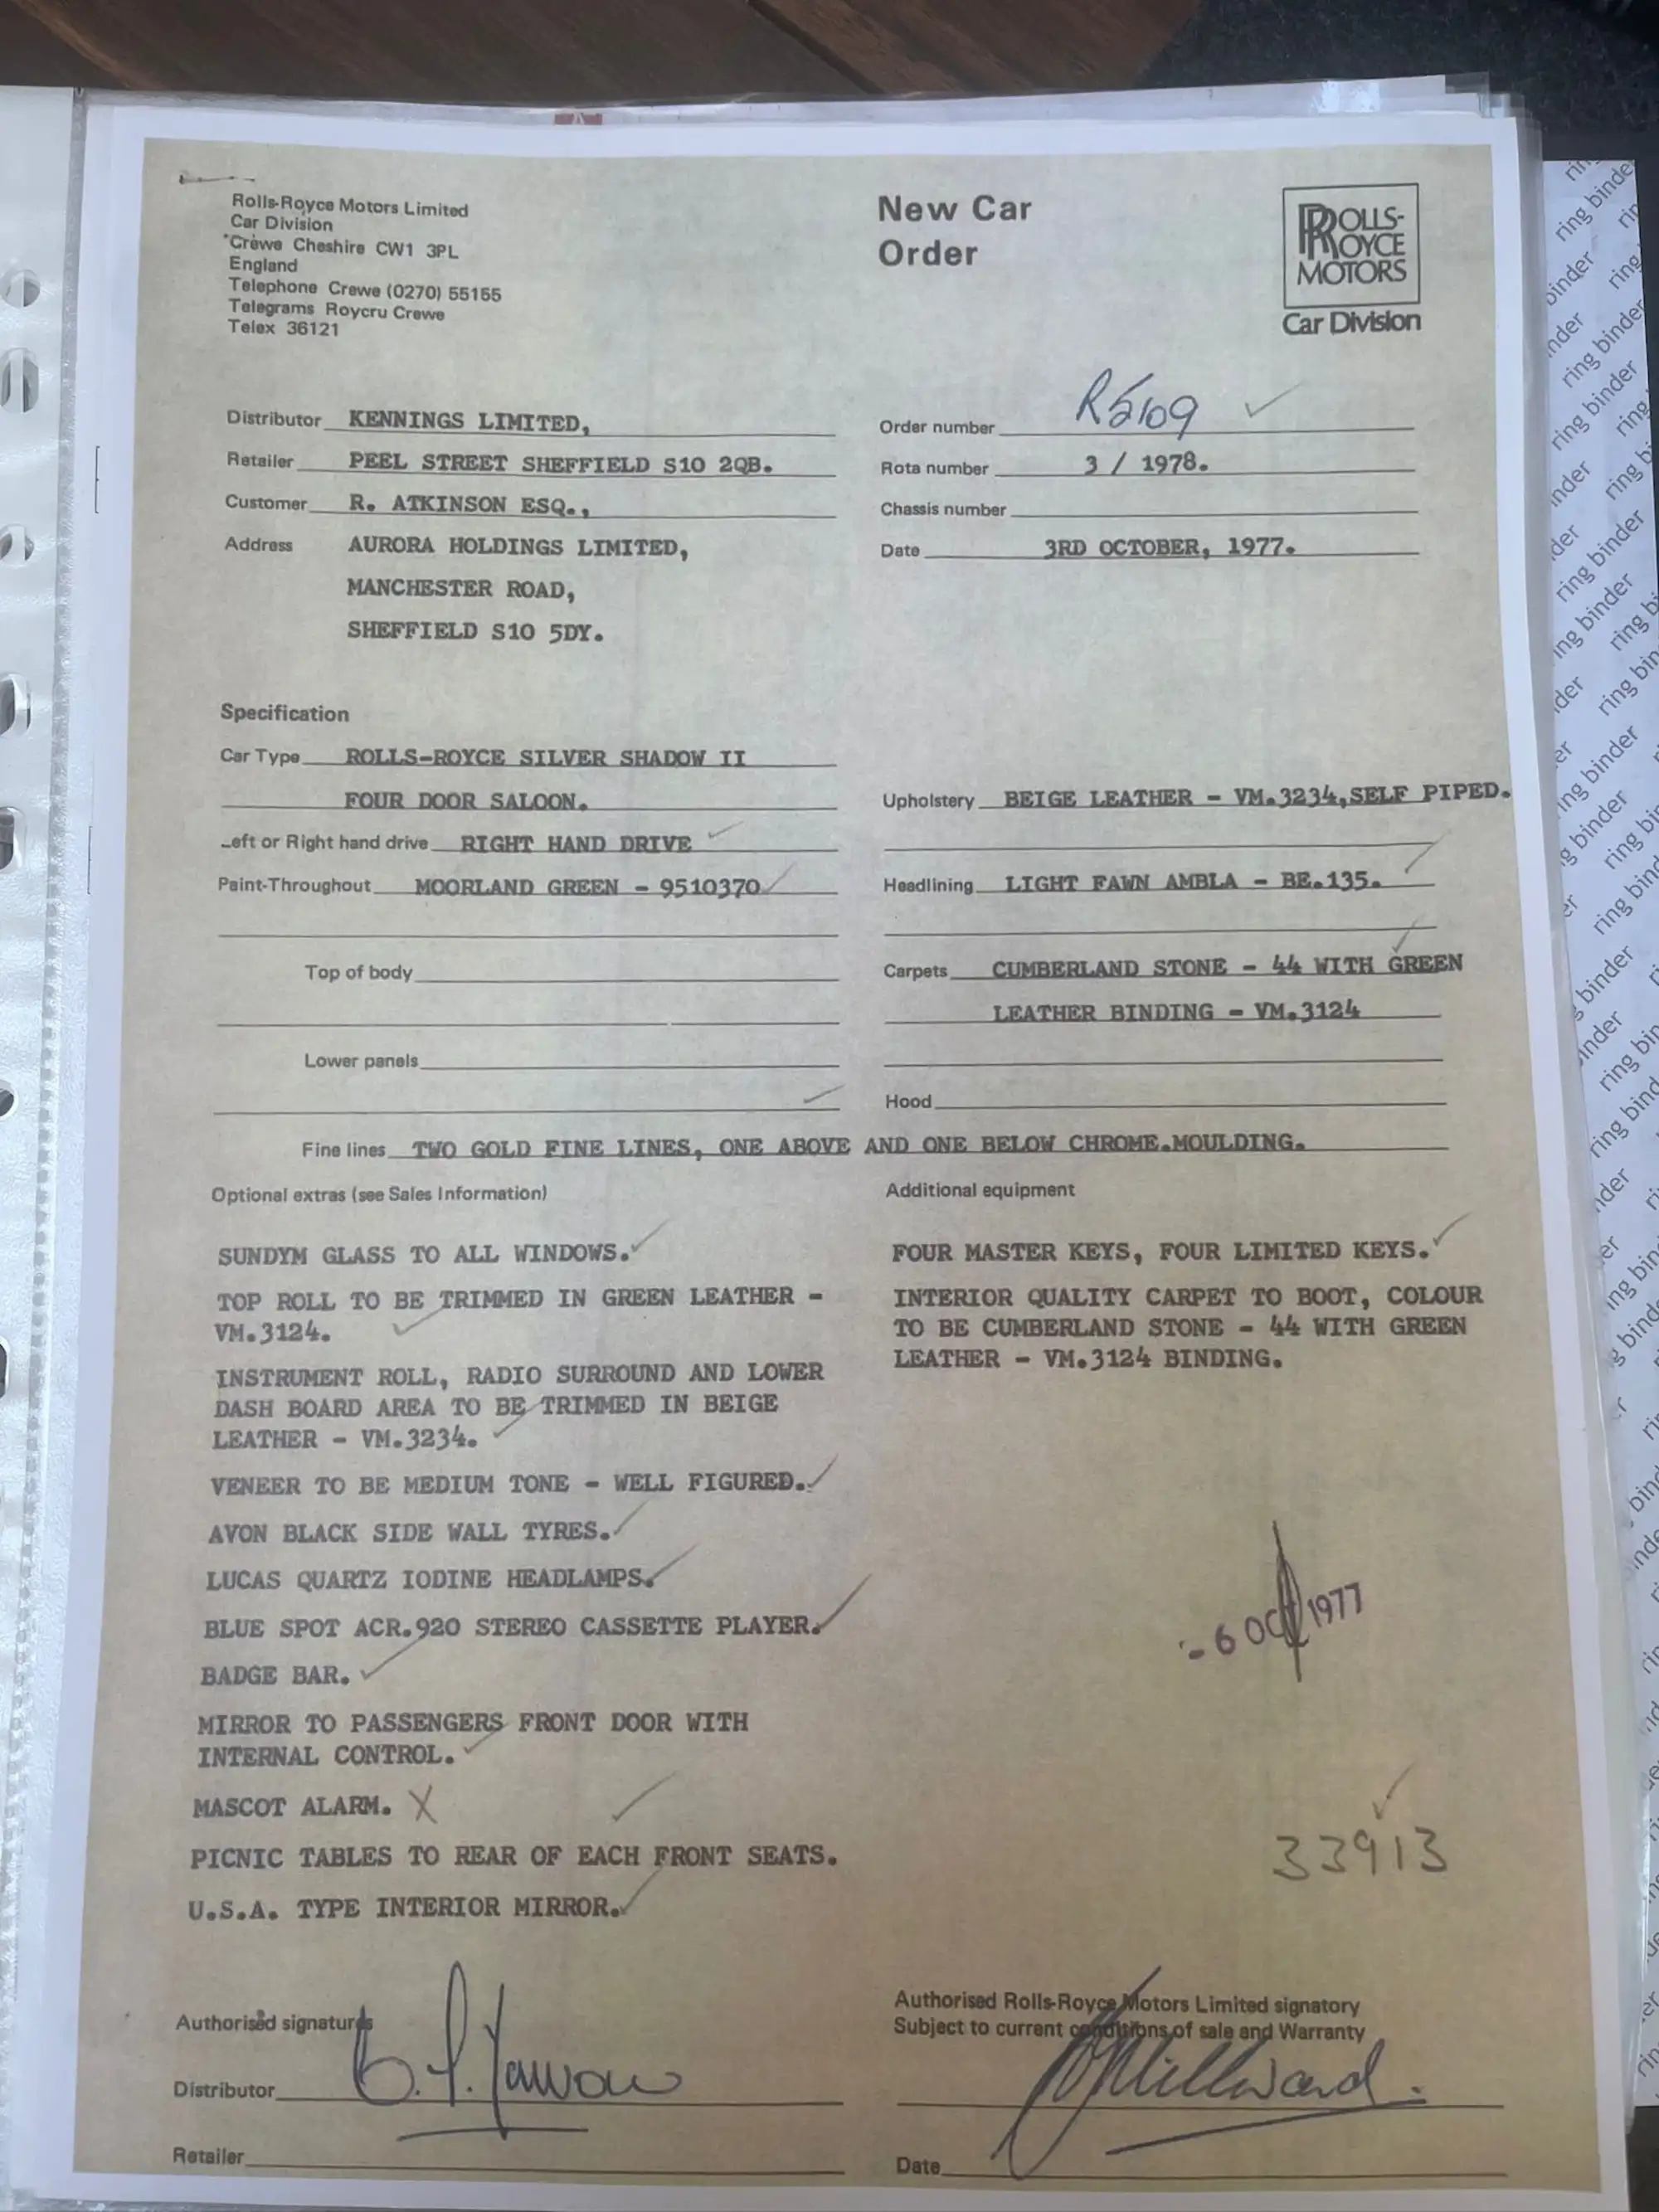 Rolls-Royce Motors Limited
Car Division
Crewe Cheshire CW1 3PL
England
Telephone Crewe (0270) 55155
Telegrams Roycru Crewe
Telex 36121
New Car
Order
ROLLS-
ROYCE
MOTORS
Car Division
Distributor KENNINGS LIMITED,
Retailer PEEL STREET SHEFFIELD S10 2QB.
Customer R. ATKINSON ESQ.,
Address AURORA HOLDINGS LIMITED,
MANCHESTER ROAD,
SHEFFIELD S10 5DY.
Order number R5109
Rota number 3 / 1978.
Chassis number
Date 3RD OCTOBER, 1977.
Specification
Car Type ROLLS-ROYCE SILVER SHADOW II
FOUR DOOR SALOON.
eft or Right hand drive RIGHT HAND DRIVE
Paint-Throughout MOORLAND GREEN - 9510370
Top of body
Lower panels
Upholstery BEIGE LEATHER - VM.3234,SELF PIPED.
Headlining LIGHT FAWN AMBLA - BE.135.
Carpets CUMBERLAND STONE - 44 WITH GREEN
LEATHER BINDING - VM.3124
Hood
Fine lines TWO GOLD FINE LINES, ONE ABOVE AND ONE BELOW CHROME.MOULDING.
Optional extras (see Sales Information)
SUNDYM GLASS TO ALL WINDOWS.
TOP ROLL TO BE TRIMMED IN GREEN LEATHER -
VM.3124.
INSTRUMENT ROLL, RADIO SURROUND AND LOWER
DASH BOARD AREA TO BE TRIMMED IN BEIGE
LEATHER - VM.3234.
VENEER TO BE MEDIUM TONE - WELL FIGURED.
AVON BLACK SIDE WALL TYRES.
LUCAS QUARTZ IODINE HEADLAMPS.
BLUE SPOT ACR.920 STEREO CASSETTE PLAYER.
BADGE BAR.
MIRROR TO PASSENGERS FRONT DOOR WITH
INTERNAL CONTROL.
MASCOT ALARM. X
PICNIC TABLES TO REAR OF EACH FRONT SEATS.
U.S.A. TYPE INTERIOR MIRROR.
Additional equipment
FOUR MASTER KEYS, FOUR LIMITED KEYS.
INTERIOR QUALITY CARPET TO BOOT, COLOUR
TO BE CUMBERLAND STONE - 44 WITH GREEN
LEATHER - VM.3124 BINDING.
-6 OCT 1977
33913
Authorised signatures
Distributor
Retailer
Authorised Rolls-Royce Motors Limited signatory
Subject to current conditions of sale and Warranty
Millward.
Date
ring binder